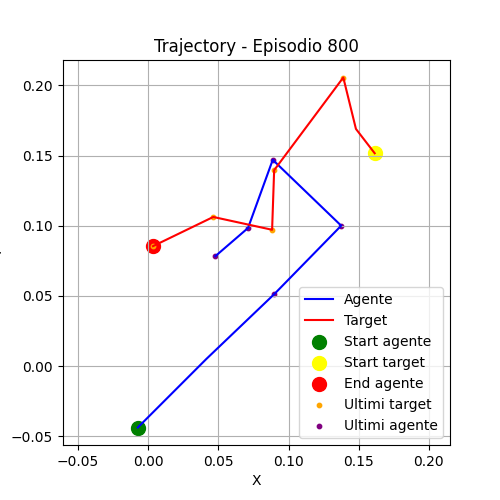 Trajectory - Episodio 800
0.20
0.15
0.10
0.05
0.00
−0.05
−0.05 0.00 0.05 0.10 0.15 0.20
X
Agente
Target
Start agente
Start target
End agente
Ultimi target
Ultimi agente